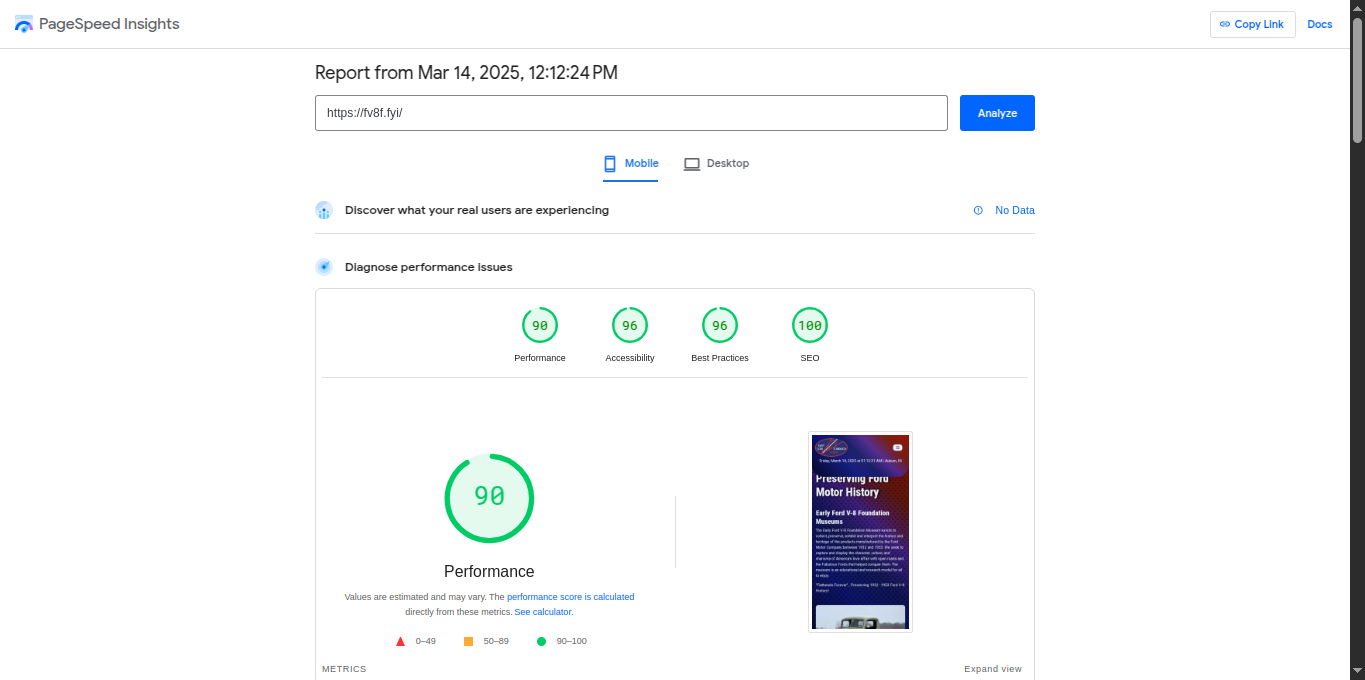 PageSpeed Insights
Copy Link
Docs
Report from Mar 14, 2025, 12:12:24 PM
https://fv8f.fyi/
Analyze
Mobile
Desktop
Discover what your real users are experiencing
No Data
Diagnose performance issues
90
96
96
100
Performance
Accessibility
Best Practices
SEO
90
Performance
Values are estimated and may vary. The performance score is calculated
directly from these metrics. See calculator.
0–49
50–89
90–100
Preserving Ford
Motor History
Early Ford V-8 Foundation
Museums
METRICS
Expand view